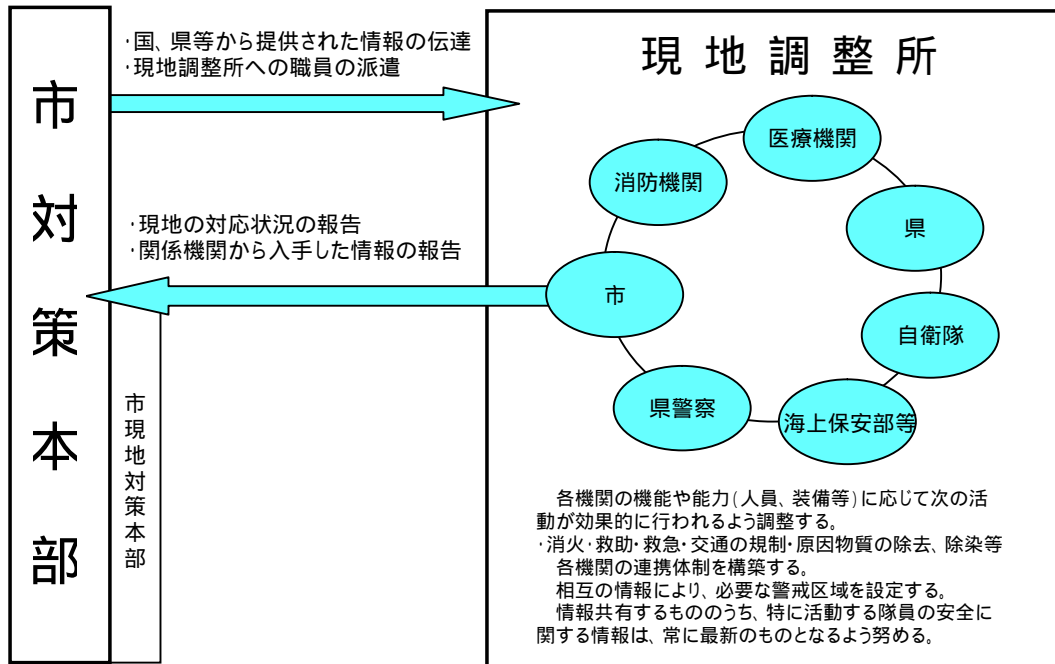 市対策本部
・国、県等から提供された情報の伝達
・現地調整所への職員の派遣
・現地の対応状況の報告
・関係機関から入手した情報の報告
市現地対策本部
現地調整所
医療機関
消防機関
県
市
自衛隊
県警察
海上保安部等
各機関の機能や能力(人員、装備等)に応じて次の活
動が効果的に行われるよう調整する。
・消火・救助・救急・交通の規制・原因物質の除去、除染等
各機関の連携体制を構築する。
相互の情報により、必要な警戒区域を設定する。
情報共有するもののうち、特に活動する隊員の安全に
関する情報は、常に最新のものとなるよう努める。